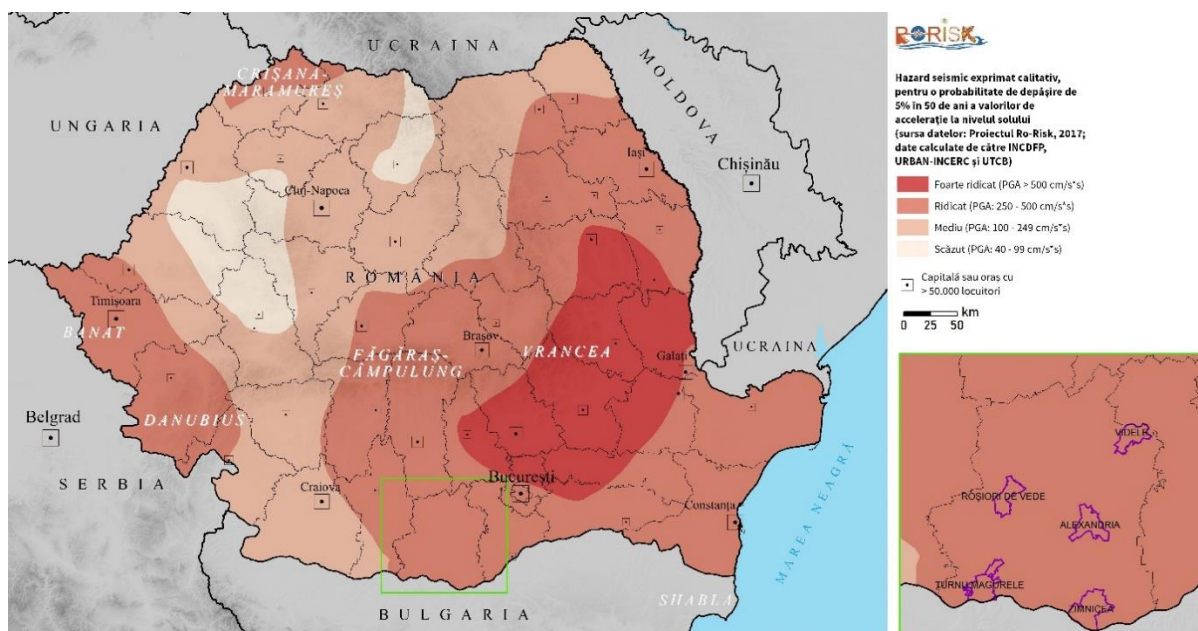 UCRAINA
CRIȘANA-
MARAMUREȘ
MOLDOVA
UNGARIA
Iași
Chișinău
Cluj-Napoca
ROMÂNIA
Timișoara
BANAT
Brașov
FĂGĂRAȘ-
CÂMPULUNG
VRANCEA
Galați
UCRAINA
DANUBIUS
Belgrad
SERBIA
Craiova
București
Constanța
MAREA NEAGRĂ
BULGARIA
SHABLA
RORISK
Hazard seismic exprimat calitativ,
pentru o probabilitate de depășire de
5% în 50 de ani a valorilor de
accelerație la nivelul solului
(sursa datelor: Proiectul Ro-Risk, 2017;
date calculate de către INCDFP,
URBAN-INCERC și UTCB)
Foarte ridicat (PGA > 500 cm/s*s)
Ridicat (PGA: 250 - 500 cm/s*s)
Mediu (PGA: 100 - 249 cm/s*s)
Scăzut (PGA: 40 - 99 cm/s*s)
Capitală sau oraș cu
> 50.000 locuitori
0 25 50 km
VIDELE
ROȘIORI DE VEDE
ALEXANDRIA
TURNU MAGURELE
ZIMNICEA